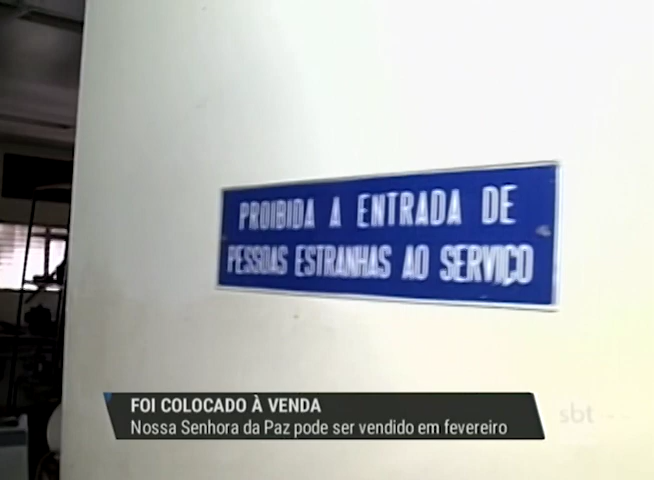 PROIBIDA A ENTRADA DE
PESSOAS ESTRANHAS AO SERVIÇO
FOI COLOCADO À VENDA
Nossa Senhora da Paz pode ser vendido em fevereiro
sbt